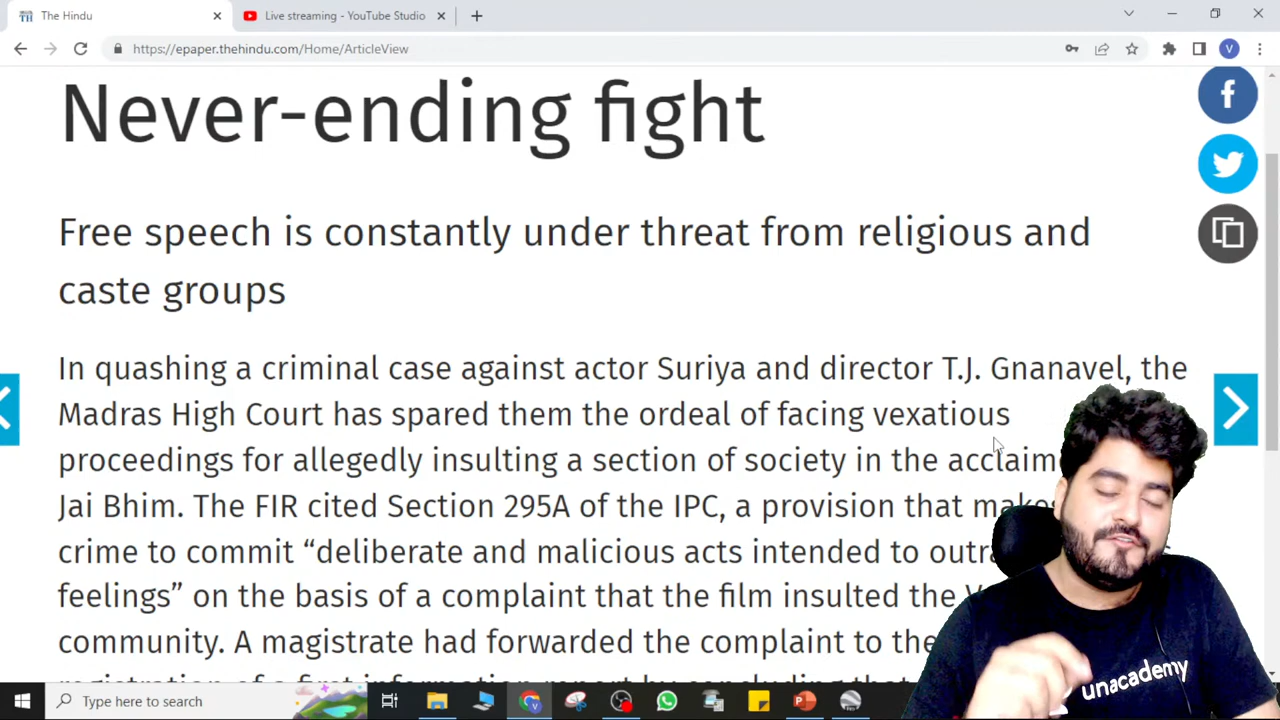 The Hindu
Live streaming - YouTube Studio
https://epaper.thehindu.com/Home/ArticleView
V
Never-ending fight
Free speech is constantly under threat from religious and
caste groups
In quashing a criminal case against actor Suriya and director T.J. Gnanavel, the
Madras High Court has spared them the ordeal of facing vexatious
proceedings for allegedly insulting a section of society in the
Jai Bhim. The FIR cited Section 295A of the IPC, a provision that
crime to commit “deliberate and malicious acts intended to
feelings” on the basis of a complaint that the film insulted the
community. A magistrate had forwarded the complaint to the
unacademy
Type here to search